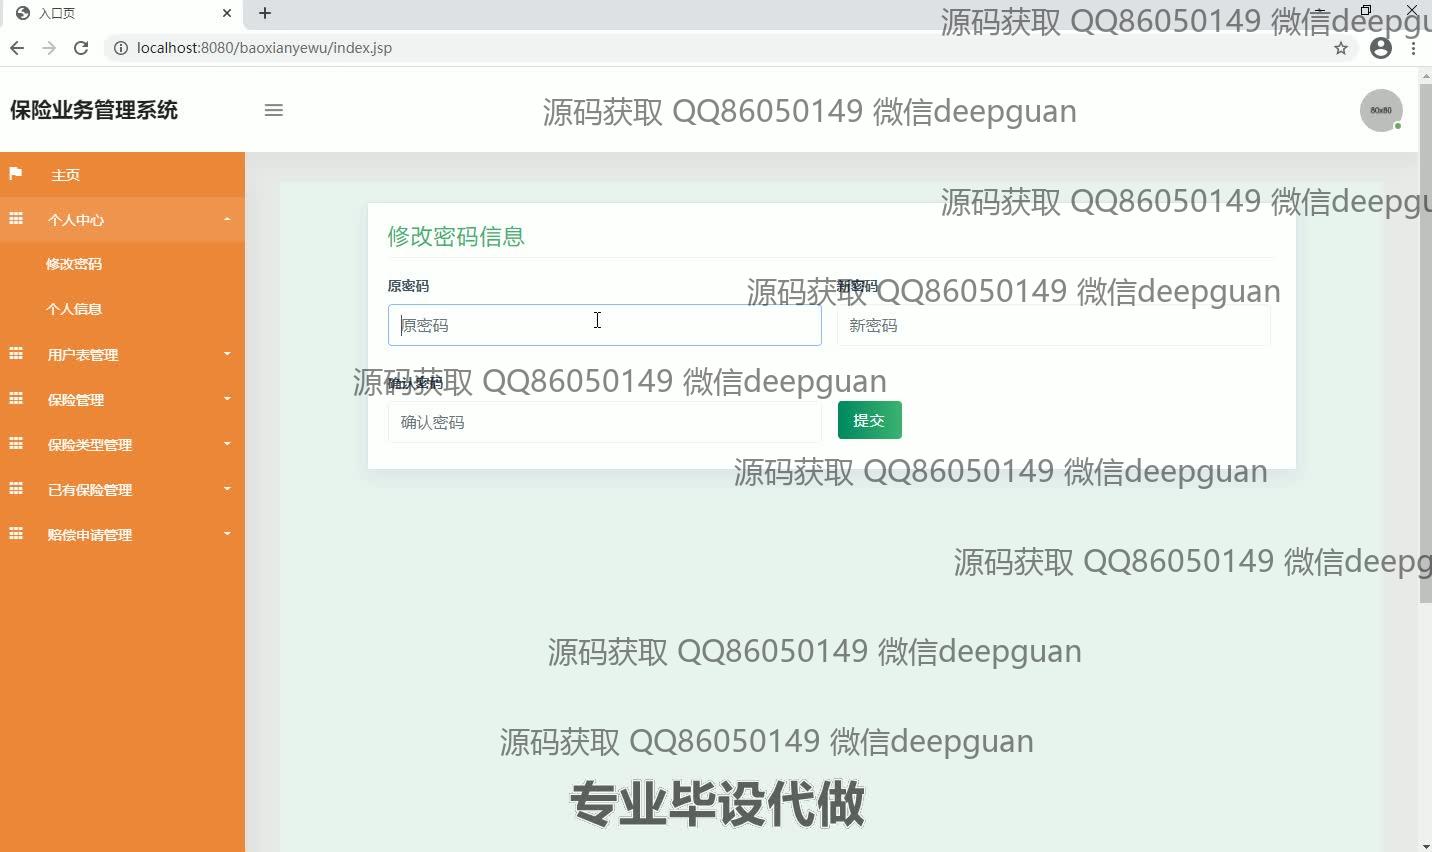 入口页
源码获取 QQ86050149 微信deepgu
localhost:8080/baoxianyewu/index.jsp
保险业务管理系统
源码获取 QQ86050149 微信deepguan
80x80
主页
个人中心
修改密码
个人信息
用户表管理
保险管理
保险类型管理
已有保险管理
赔偿申请管理
源码获取 QQ86050149 微信deepgu
修改密码信息
原密码
新密码
源码获取 QQ86050149 微信deepguan
原密码
新密码
确认密码
源码获取 QQ86050149 微信deepguan
确认密码
提交
源码获取 QQ86050149 微信deepguan
源码获取 QQ86050149 微信deepg
源码获取 QQ86050149 微信deepguan
源码获取 QQ86050149 微信deepguan
专业毕设代做